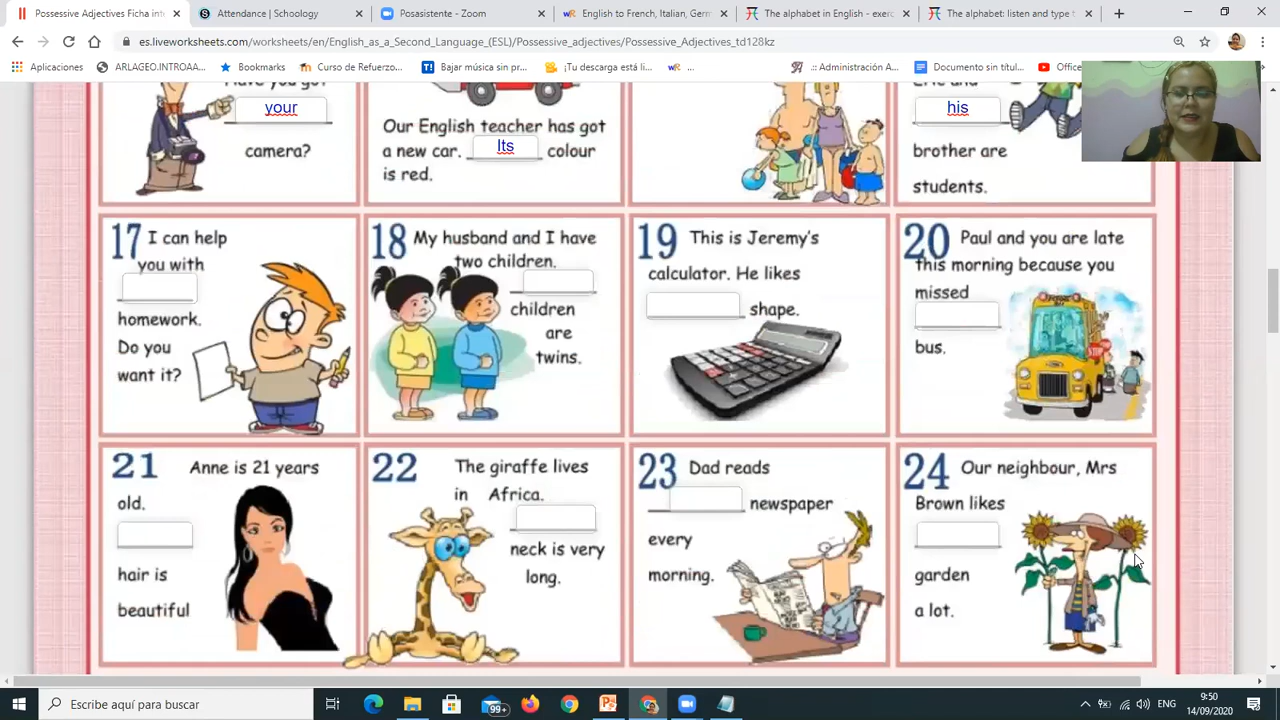 Possessive Adjectives Ficha inte
Attendance | Schoology
Posasistente - Zoom
English to French, Italian, Germ
The alphabet in English - exerc
The alphabet: listen and type t
es.liveworksheets.com/worksheets/en/English_as_a_Second_Language_(ESL)/Possessive_adjectives/Possessive_Adjectives_td128kz
Aplicaciones
ARLAGEO.INTROAA...
Bookmarks
Curso de Refuerzo...
Bajar música sin pr...
¡Tu descarga está li...
...
.:: Administración A...
Documento sin títul...
Office
your
camera?
Our English teacher has got
a new car. Its colour
is red.
his
brother are
students.
17 I can help
you with
homework.
Do you
want it?
18 My husband and I have
two children.
children
are
twins.
19 This is Jeremy's
calculator. He likes
shape.
20 Paul and you are late
this morning because you
missed
bus.
STOP
21 Anne is 21 years
old.
hair is
beautiful
22 The giraffe lives
in Africa.
neck is very
long.
23 Dad reads
newspaper
every
morning.
24 Our neighbour, Mrs
Brown likes
garden
a lot.
Escribe aquí para buscar
99+
ENG
9:50
14/09/2020